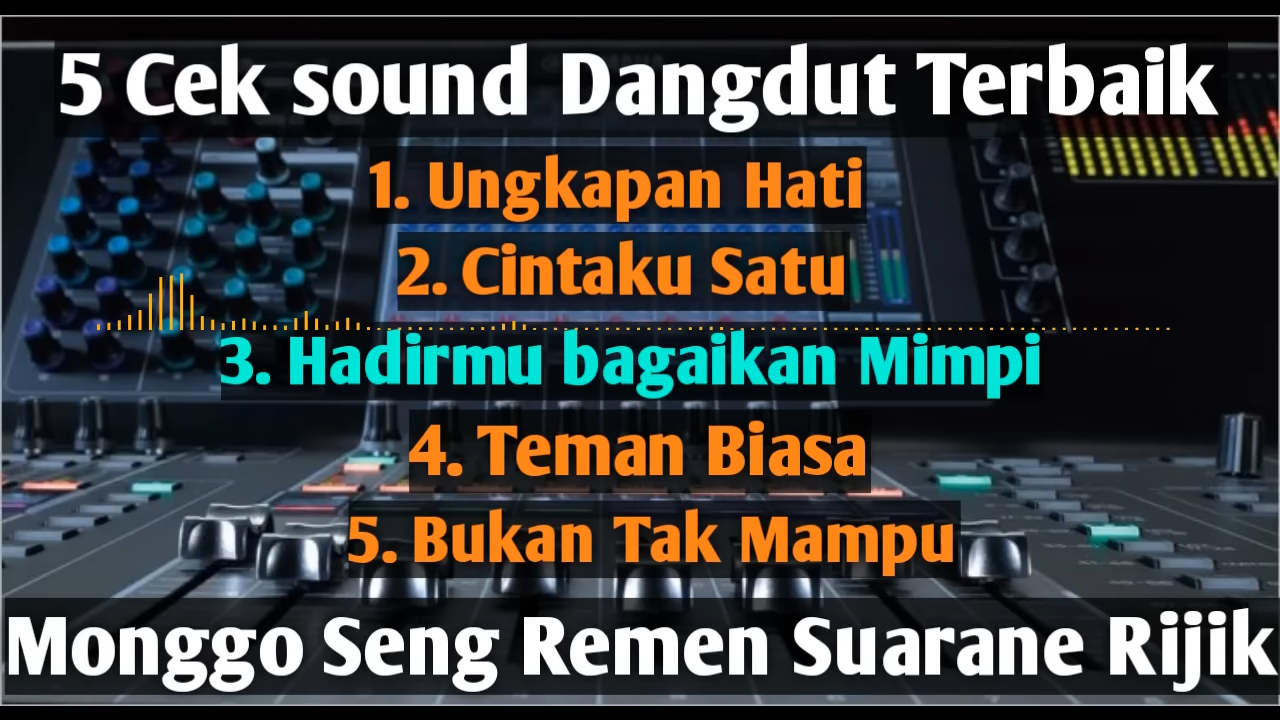 5 Cek sound Dangdut Terbaik
1. Ungkapan Hati
2. Cintaku Satu
3. Hadirmu bagaikan Mimpi
4. Teman Biasa
5. Bukan Tak Mampu
Monggo Seng Remen Suarane Rijik